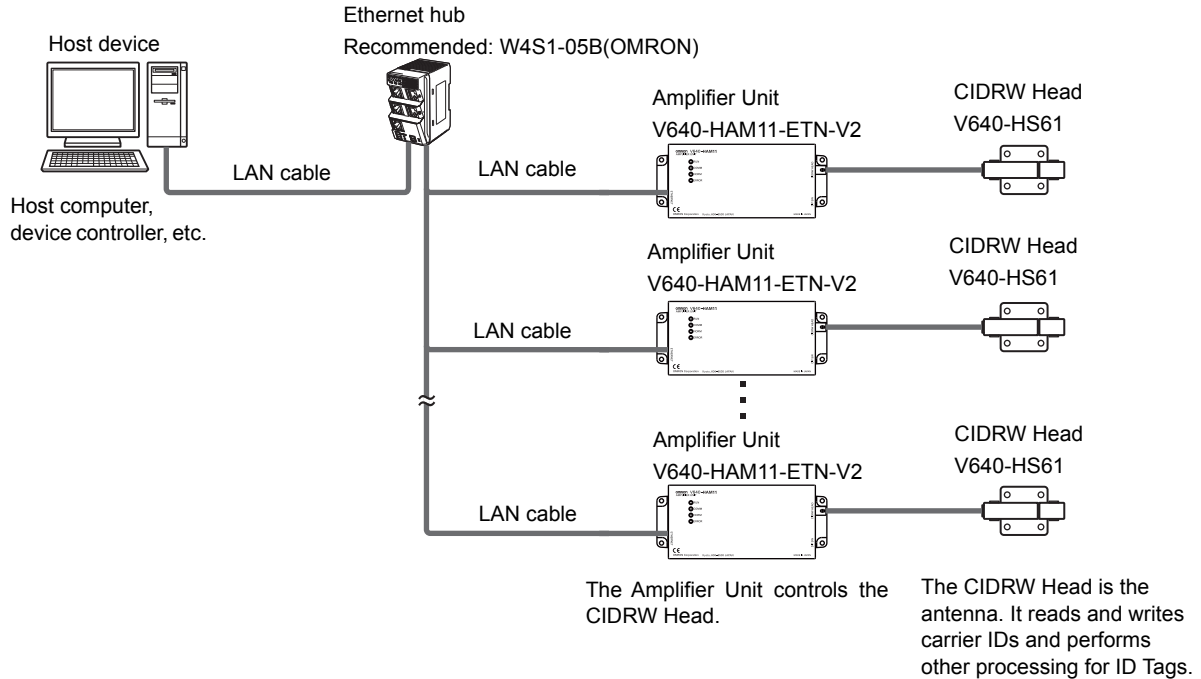 Ethernet hub
Recommended: W4S1-05B(OMRON)
Host device
LAN cable
Host computer,
device controller, etc.
Amplifier Unit
V640-HAM11-ETN-V2
LAN cable
CIDRW Head
V640-HS61
Amplifier Unit
V640-HAM11-ETN-V2
LAN cable
CIDRW Head
V640-HS61
Amplifier Unit
V640-HAM11-ETN-V2
LAN cable
CIDRW Head
V640-HS61
The Amplifier Unit controls the
CIDRW Head.
The CIDRW Head is the
antenna. It reads and writes
carrier IDs and performs
other processing for ID Tags.